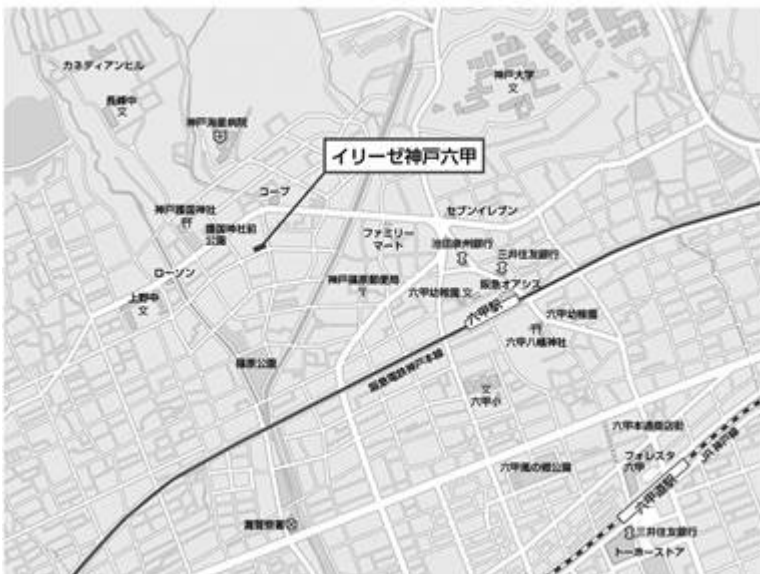 カネディアンヒル
長峰中
神戸大学
神戸海星病院
イリーゼ神戸六甲
コープ
神戸護国神社
護国神社前
公園
セブンイレブン
ファミリー
マート
池田泉州銀行
三井住友銀行
ローソン
神戸篠原郵便局
阪急オアシス
六甲幼稚園
上野中
六甲駅
六甲幼稚園
六甲八幡神社
篠原公園
阪急電鉄神戸本線
六甲小
六甲本通商店街
フォレスタ
六甲
JR神戸線
六甲風の郷公園
六甲道駅
灘警察署
三井住友銀行
トーホーストア